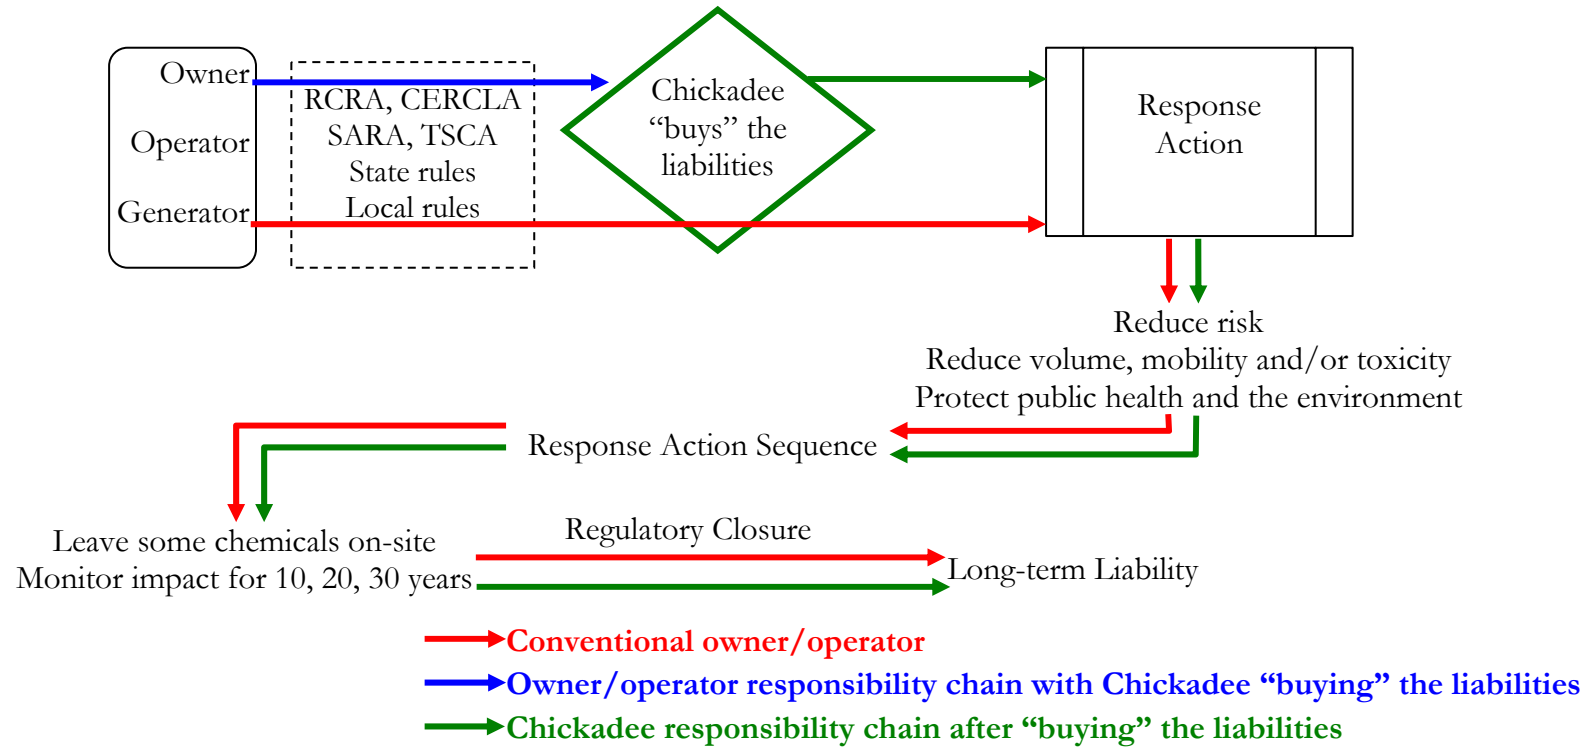 Owner
Operator
Generator
RCRA, CERCLA
SARA, TSCA
State rules
Local rules
Chickadee
“buys” the
liabilities
Response
Action
Reduce risk
Reduce volume, mobility and/or toxicity
Protect public health and the environment
Response Action Sequence
Leave some chemicals on-site
Monitor impact for 10, 20, 30 years
Regulatory Closure
Long-term Liability
Conventional owner/operator
Owner/operator responsibility chain with Chickadee “buying” the liabilities
Chickadee responsibility chain after “buying” the liabilities